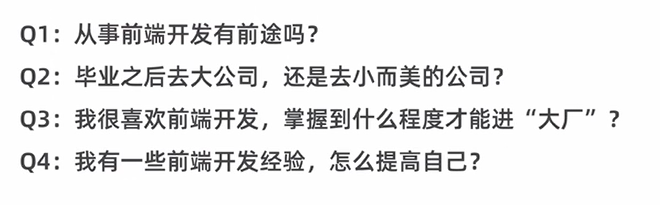 Q1：从事前端开发有前途吗？
Q2：毕业之后去大公司，还是去小而美的公司？
Q3：我很喜欢前端开发，掌握到什么程度才能进“大厂”？
Q4：我有一些前端开发经验，怎么提高自己？